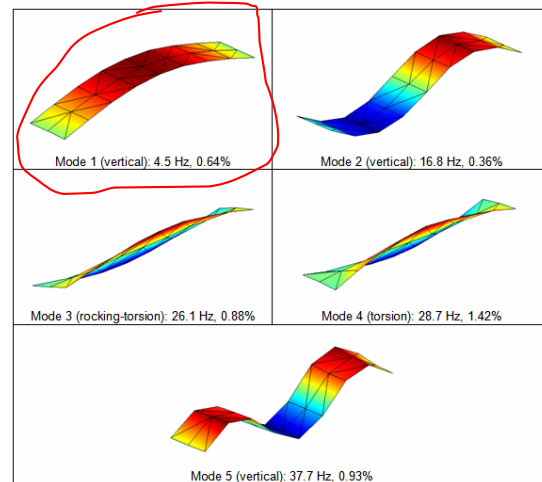 Mode 1 (vertical): 4.5 Hz, 0.64%
Mode 2 (vertical): 16.8 Hz, 0.36%
Mode 3 (rocking-torsion): 26.1 Hz, 0.88%
Mode 4 (torsion): 28.7 Hz, 1.42%
Mode 5 (vertical): 37.7 Hz, 0.93%